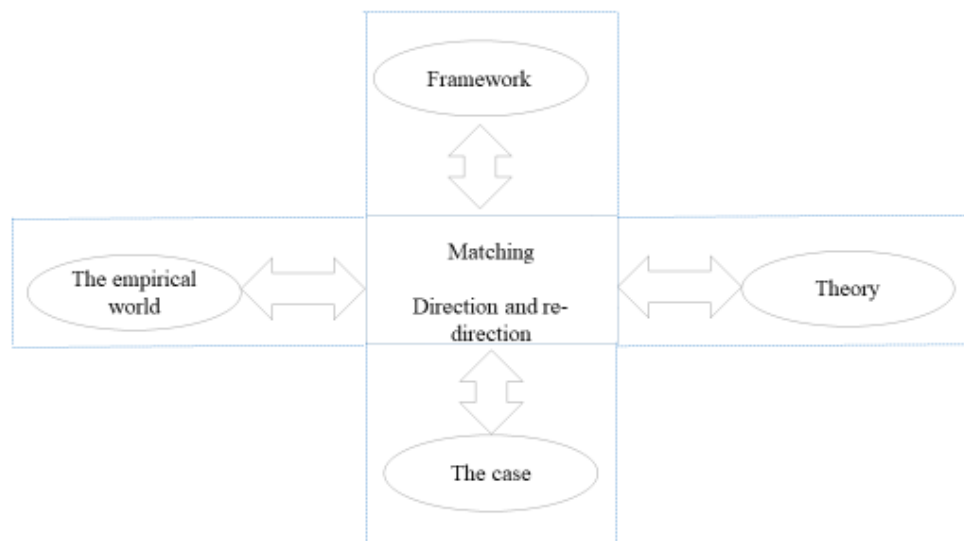 Framework
Matching
The empirical
world
Direction and re-
direction
Theory
The case